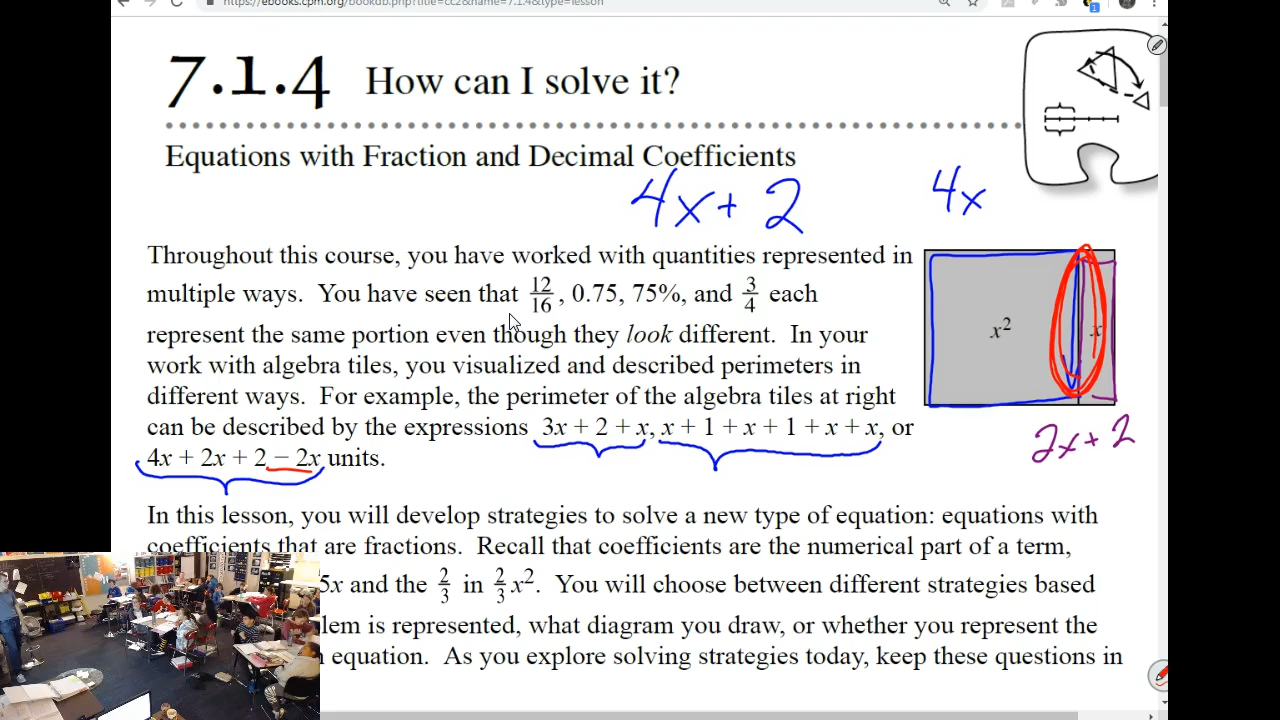 https://ebooks.cpm.org/bookdb.php?title=cc2&name=7.1.4&type=lesson
7.1.4 How can I solve it?
Equations with Fraction and Decimal Coefficients
4x + 2
4x
Throughout this course, you have worked with quantities represented in
multiple ways. You have seen that 12/16, 0.75, 75%, and 3/4 each
represent the same portion even though they look different. In your
work with algebra tiles, you visualized and described perimeters in
different ways. For example, the perimeter of the algebra tiles at right
can be described by the expressions 3x + 2 + x, x + 1 + x + 1 + x + x, or
4x + 2x + 2 − 2x units.
x²
x
2x + 2
In this lesson, you will develop strategies to solve a new type of equation: equations with
coefficients that are fractions. Recall that coefficients are the numerical part of a term,
5x and the 2/3 in 2/3 x². You will choose between different strategies based
lem is represented, what diagram you draw, or whether you represent the
equation. As you explore solving strategies today, keep these questions in